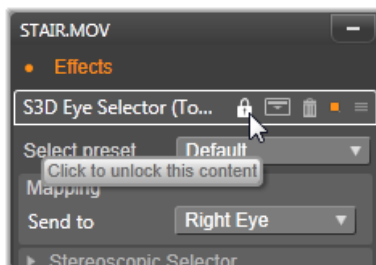 STAIR.MOV
Effects
S3D Eye Selector (To...
Select preset Default
Click to unlock this content
Mapping
Send to Right Eye
Stereoscopic Selector